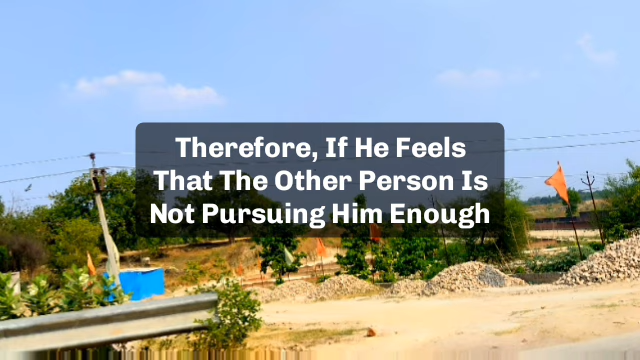 Therefore, If He Feels
That The Other Person Is
Not Pursuing Him Enough